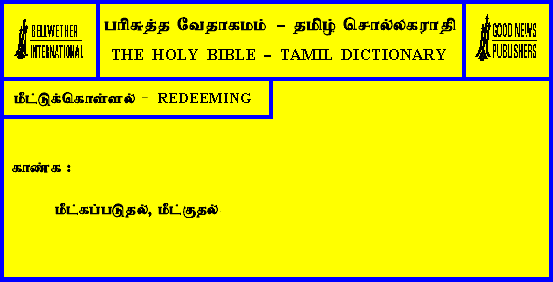 BELLWETHER
INTERNATIONAL
பரிசுத்த வேதாகமம் - தமிழ் சொல்லகராதி
THE HOLY BIBLE - TAMIL DICTIONARY
GOOD NEWS
PUBLISHERS
மீட்டுக்கொள்ளல் - REDEEMING
காண்க :
மீட்கப்படுதல், மீட்குதல்